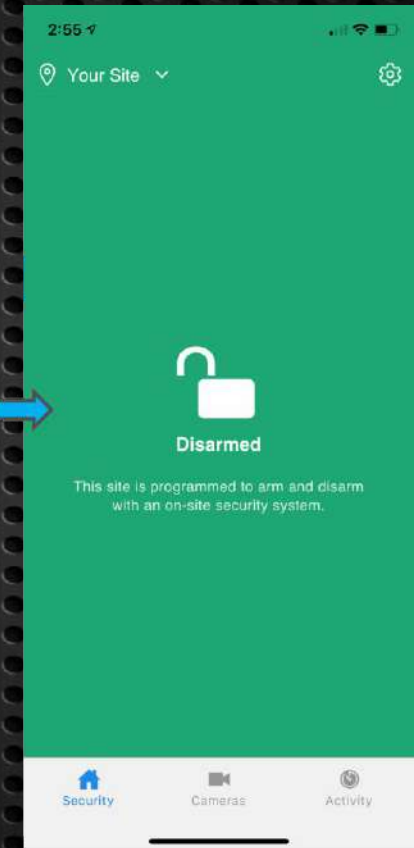 2:55
Your Site
Disarmed
This site is programmed to arm and disarm
with an on-site security system.
Security
Cameras
Activity